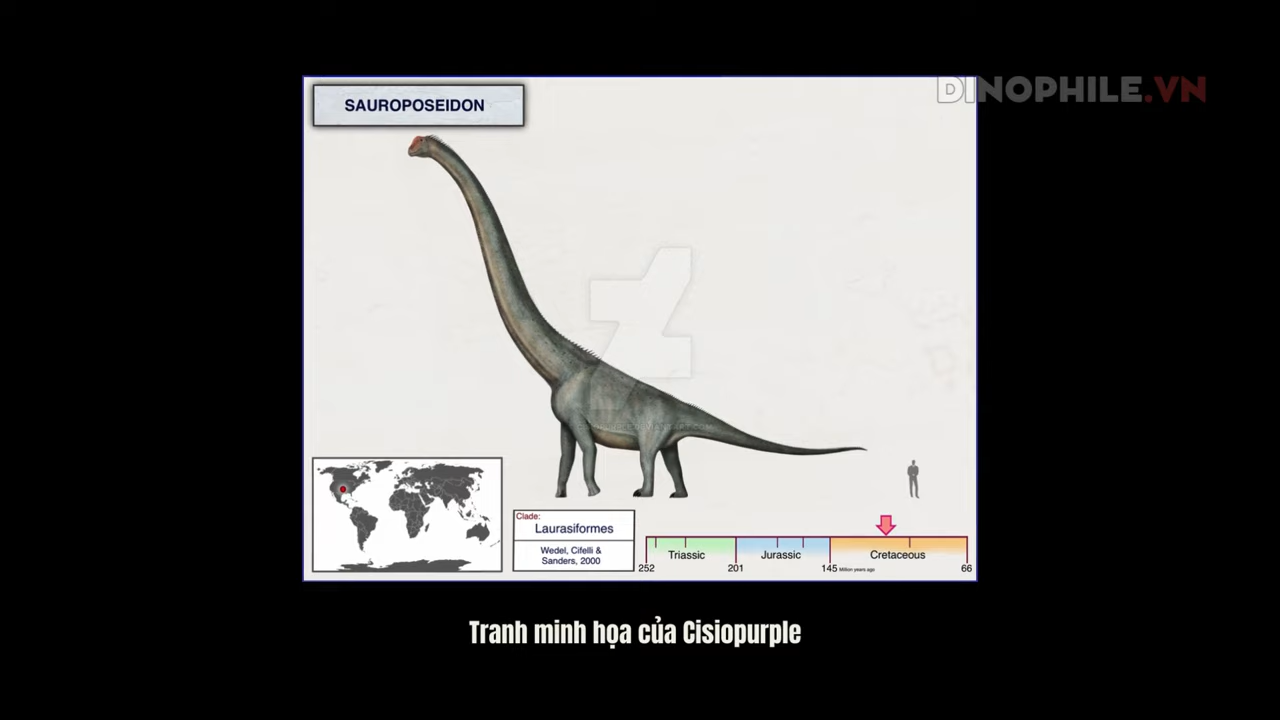 SAUROPOSEIDON
DINOPHILE.VN
Clade:
Laurasiformes
Wedel, Cifelli &
Sanders, 2000
Triassic
Jurassic
Cretaceous
252
201
145 Million years ago
66
Tranh minh họa của Cisiopurple